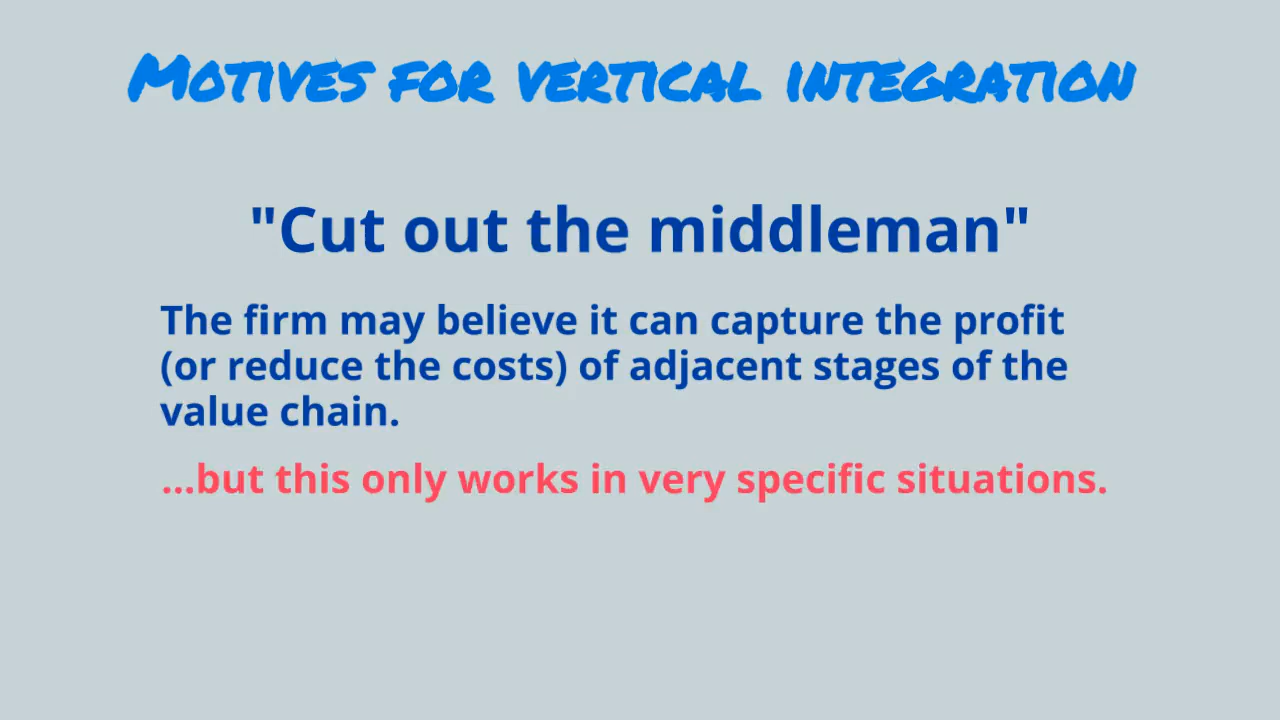 Motives for vertical integration
"Cut out the middleman"
The firm may believe it can capture the profit
(or reduce the costs) of adjacent stages of the
value chain.
...but this only works in very specific situations.